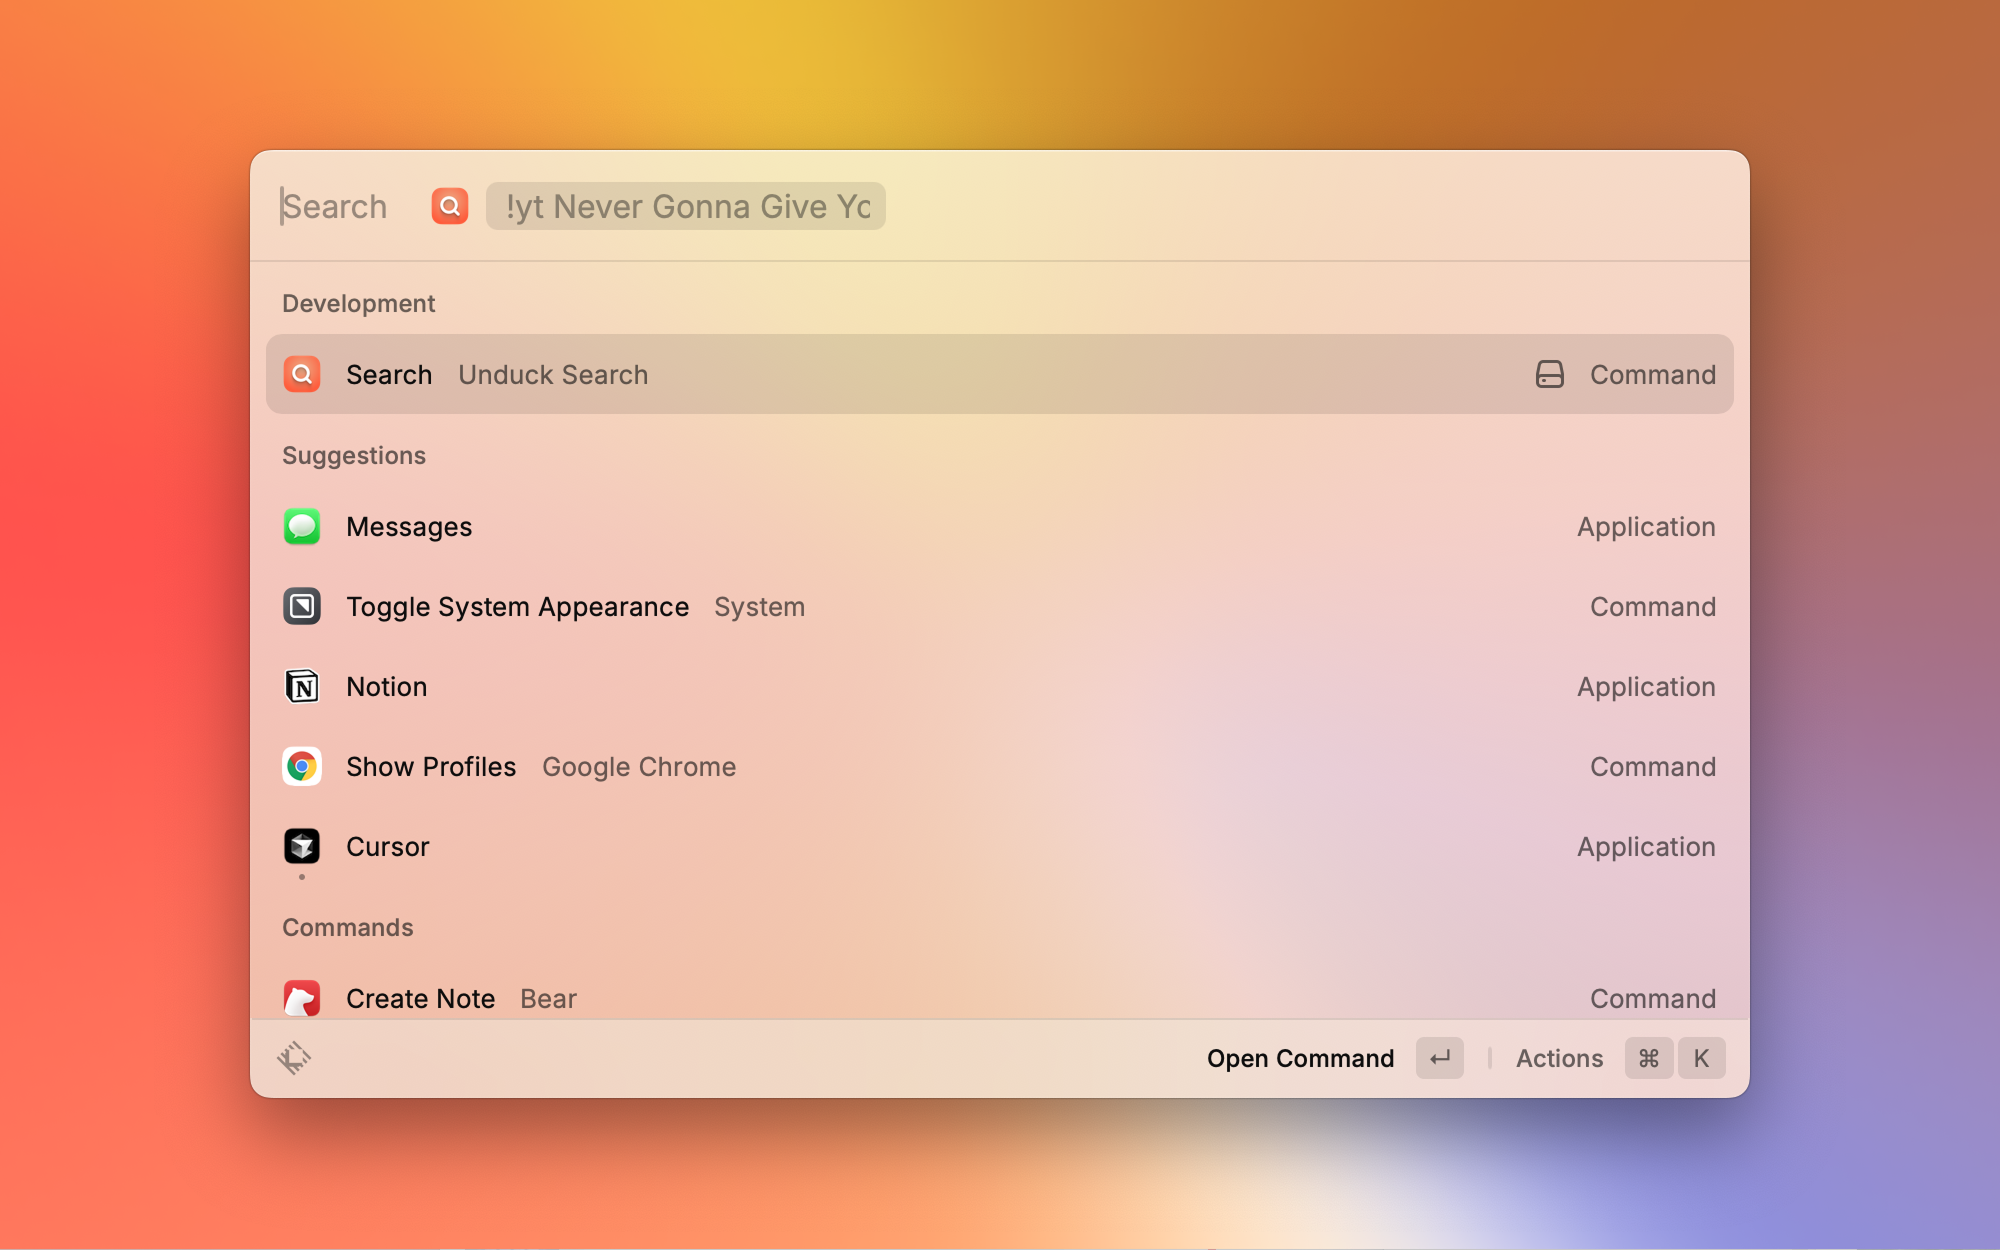 Search !yt Never Gonna Give Yo
Development
Search Unduck Search Command
Suggestions
Messages Application
Toggle System Appearance System Command
Notion Application
Show Profiles Google Chrome Command
Cursor Application
Commands
Create Note Bear Command
Open Command ↵ Actions ⌘ K